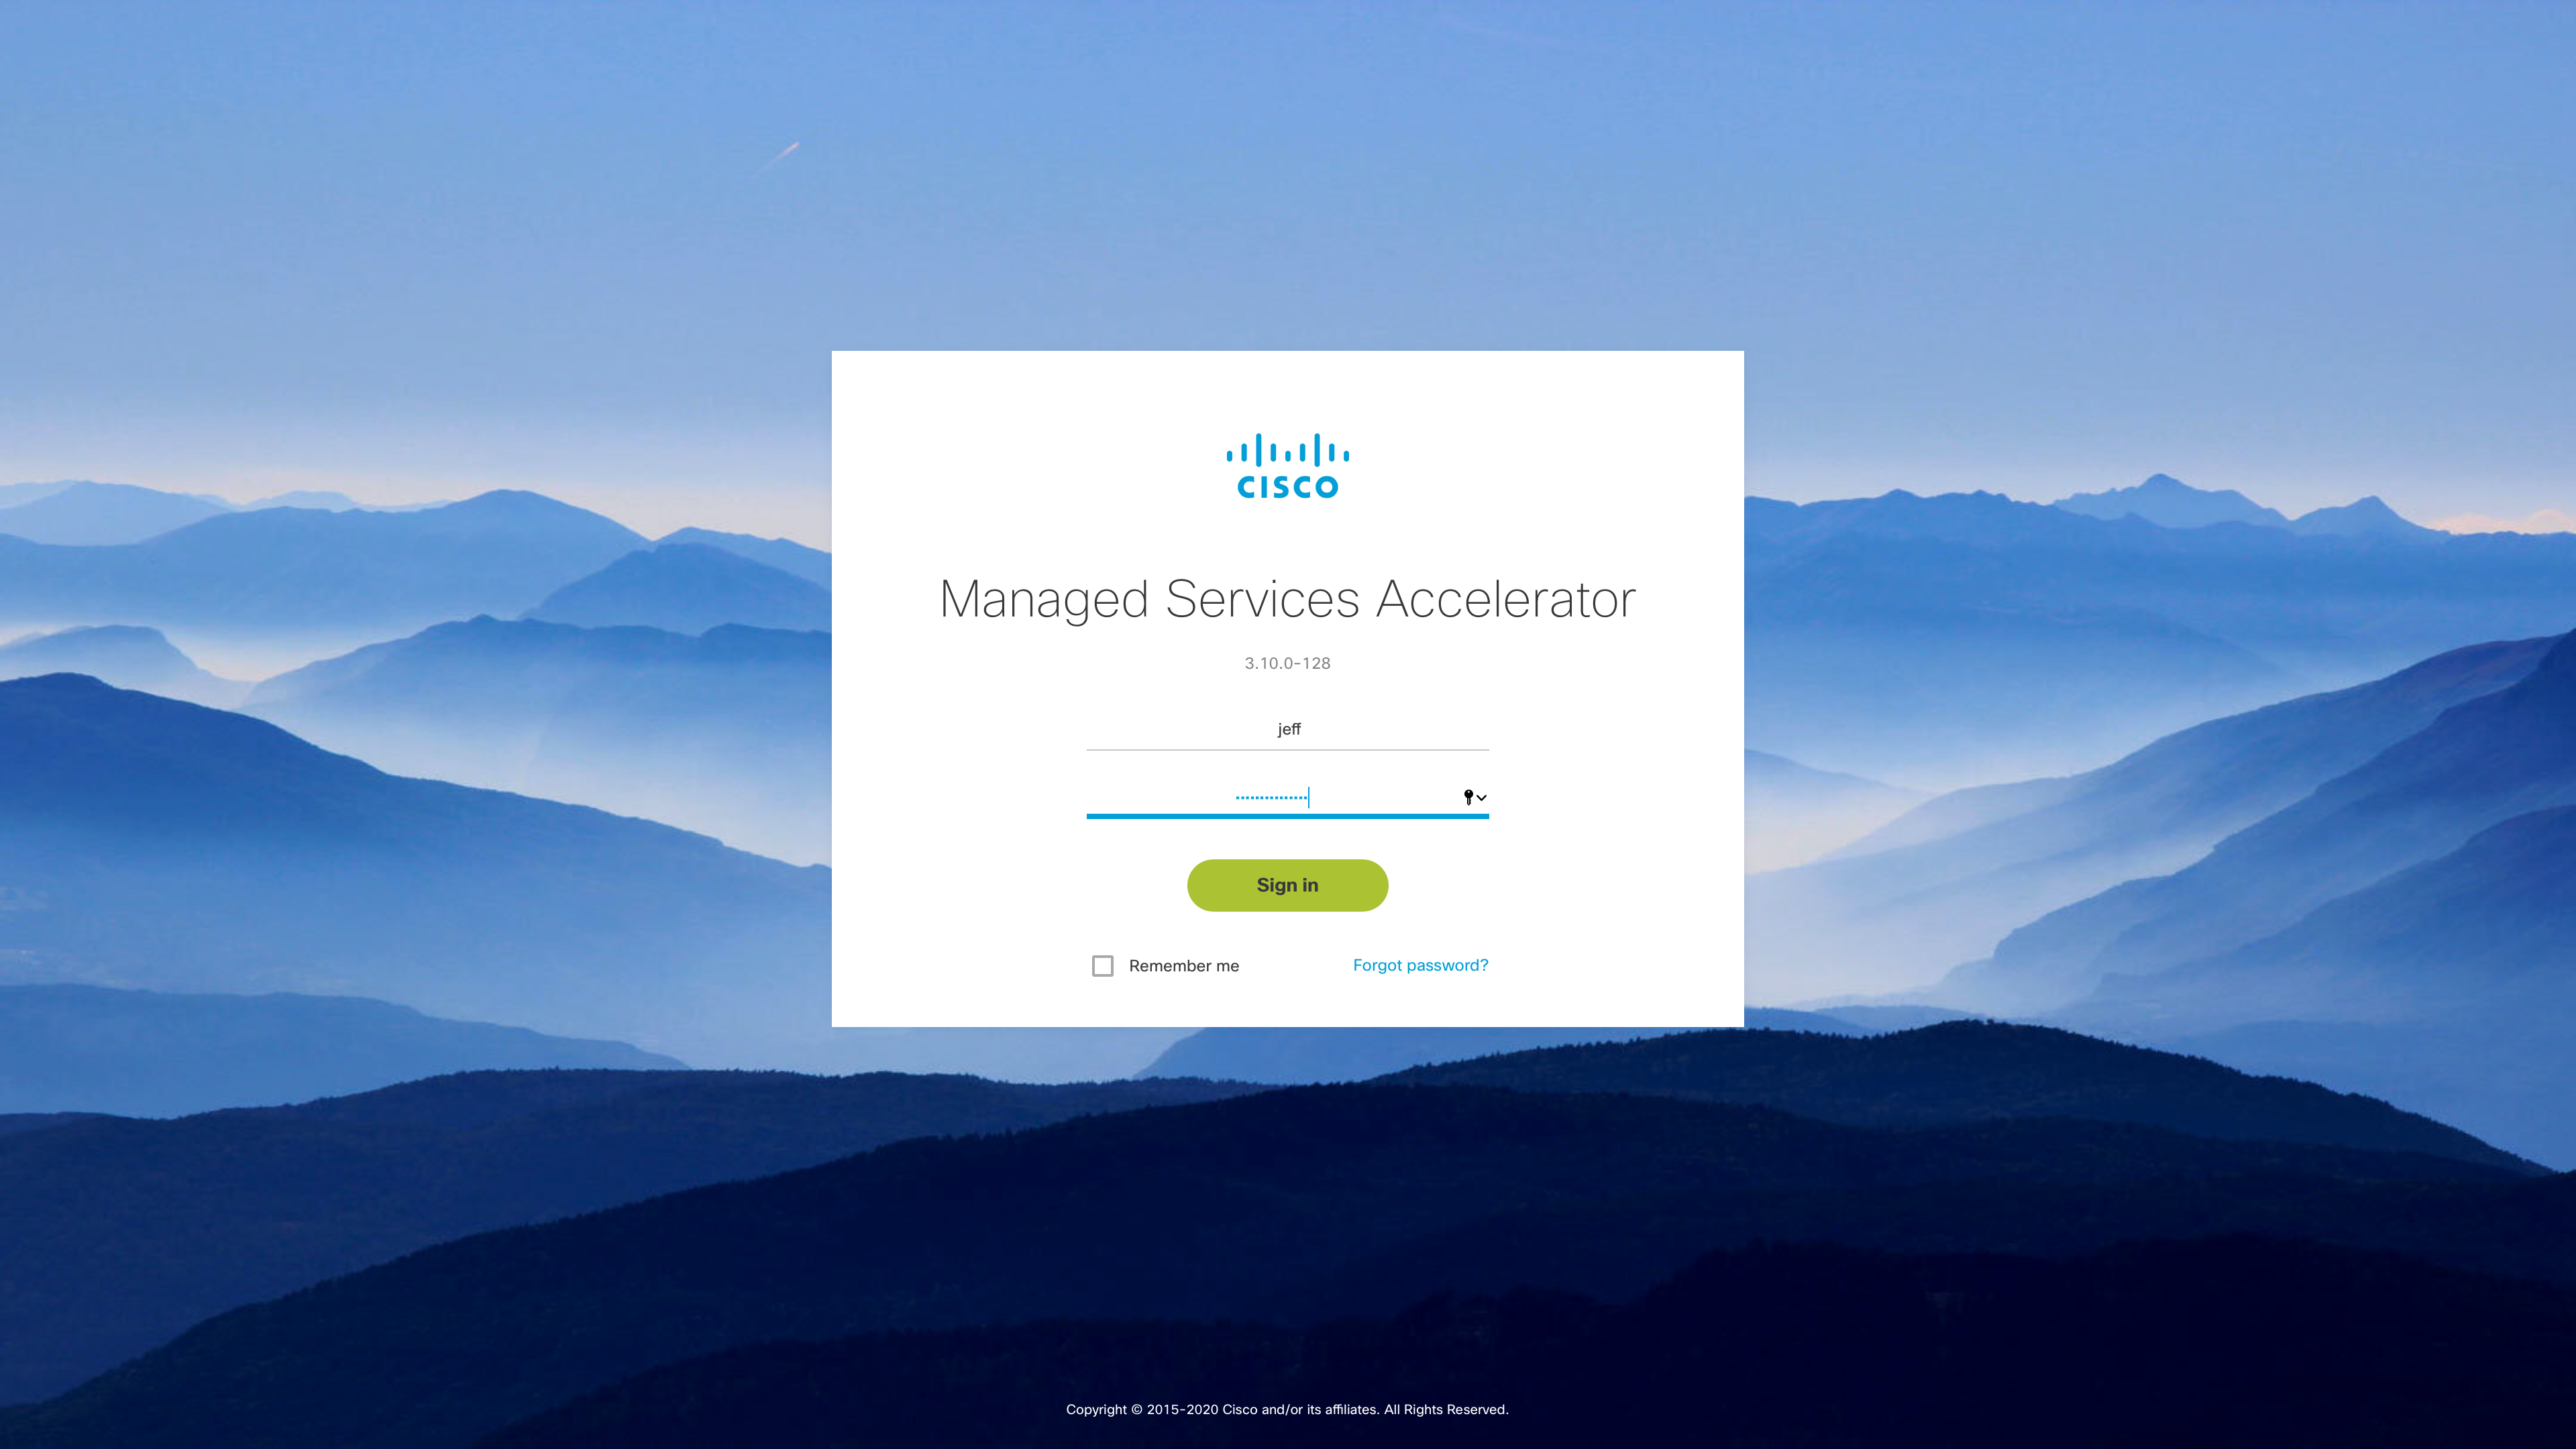 CISCO
Managed Services Accelerator
3.10.0-128
jeff
Sign in
Remember me
Forgot password?
Copyright © 2015-2020 Cisco and/or its affiliates. All Rights Reserved.